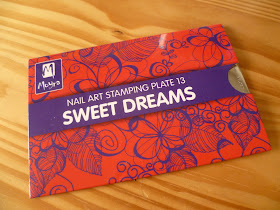 Moyra
NAIL ART STAMPING PLATE 13
SWEET DREAMS